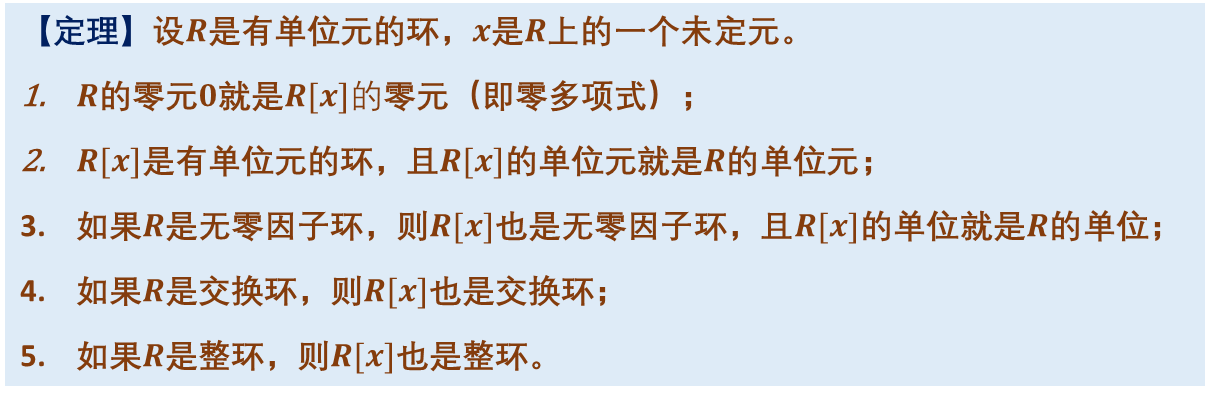 【定理】设R是有单位元的环，x是R上的一个未定元。
1. R的零元0就是R[x]的零元（即零多项式）；
2. R[x]是有单位元的环，且R[x]的单位元就是R的单位元；
3. 如果R是无零因子环，则R[x]也是无零因子环，且R[x]的单位就是R的单位；
4. 如果R是交换环，则R[x]也是交换环；
5. 如果R是整环，则R[x]也是整环。